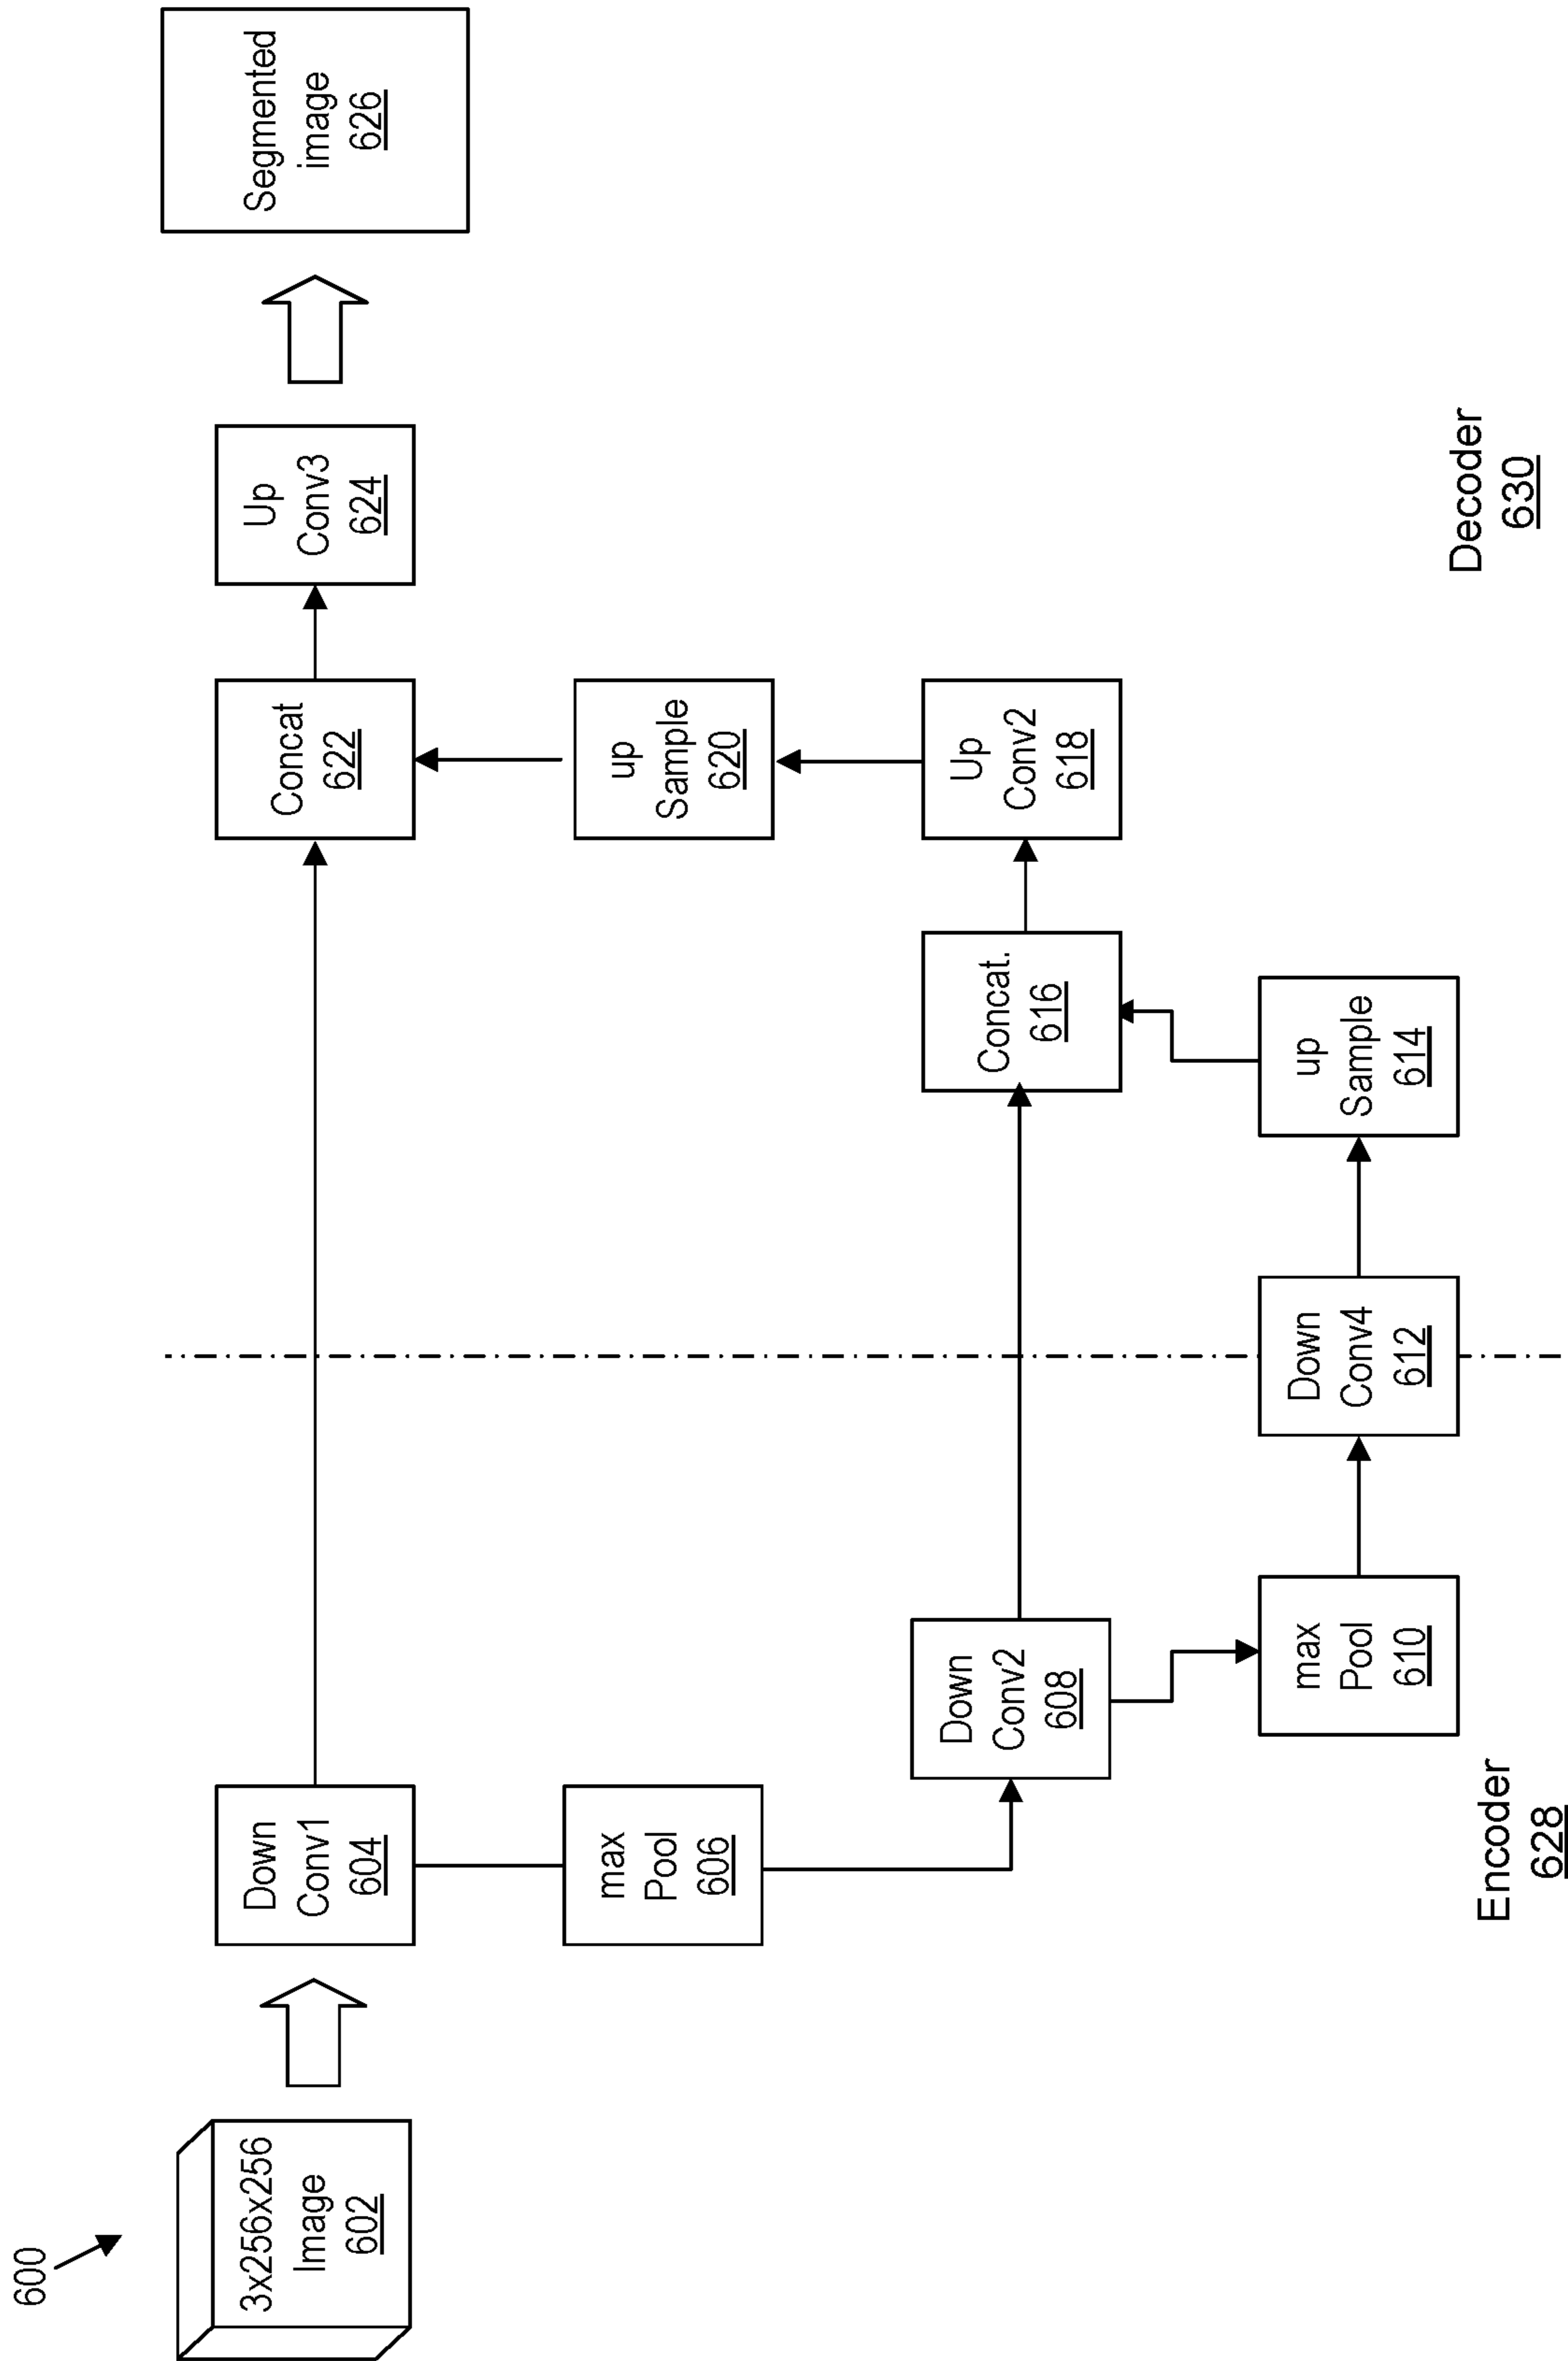 600
3x256x256
Image
602
Down
Conv1
604
max
Pool
606
Down
Conv2
608
max
Pool
610
Down
Conv4
612
up
Sample
614
Concat.
616
Up
Conv2
618
up
Sample
620
Concat
622
Up
Conv3
624
Segmented
image
626
Encoder
628
Decoder
630